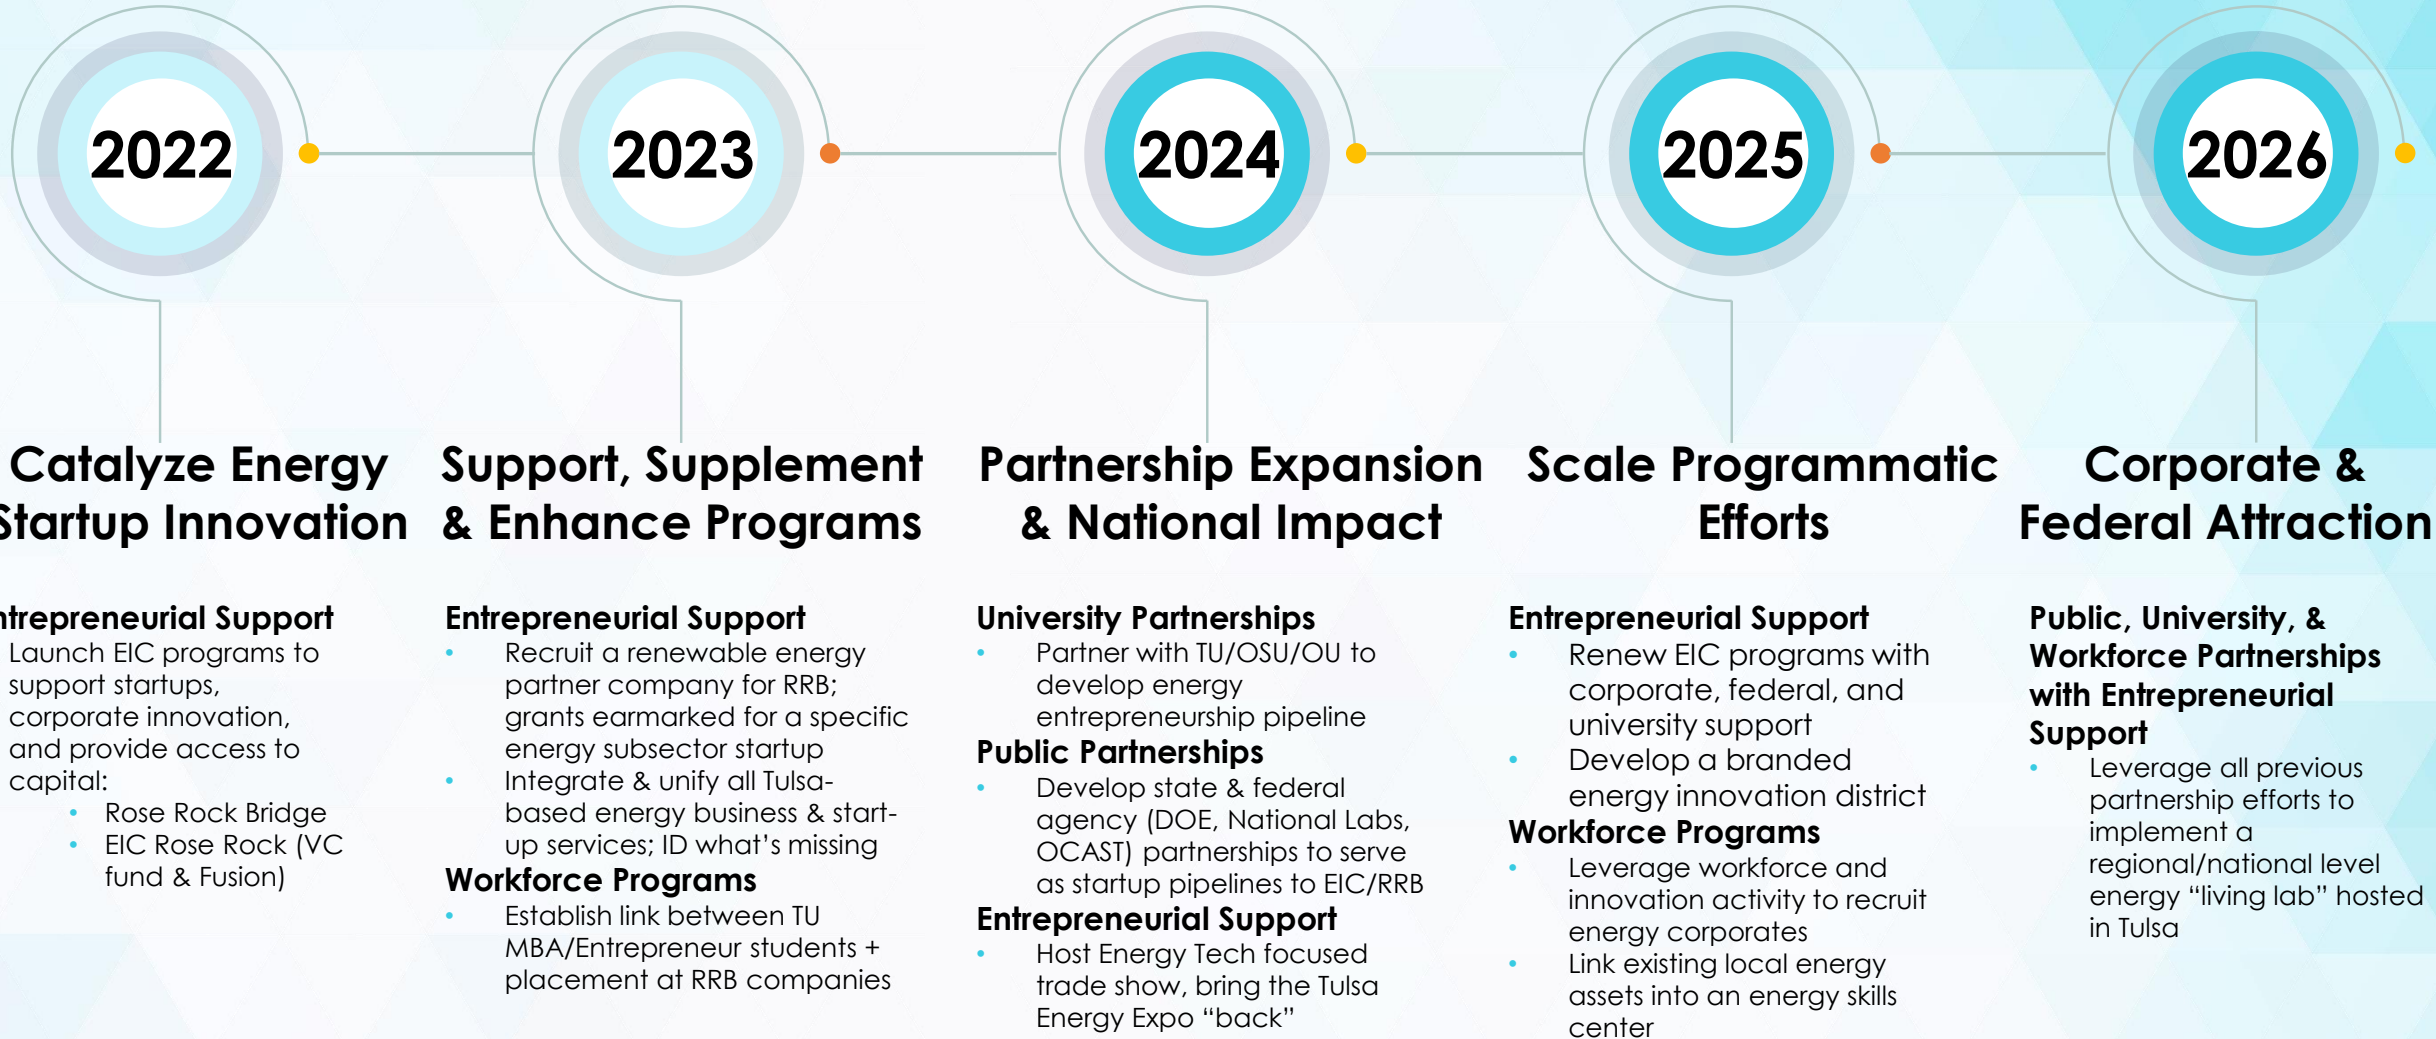 2022
2023
2024
2025
2026
Catalyze Energy
Startup Innovation
ntrepreneurial Support
Launch EIC programs to
support startups,
corporate innovation,
and provide access to
capital:
• Rose Rock Bridge
• EIC Rose Rock (VC
fund & Fusion)
Support, Supplement
& Enhance Programs
Entrepreneurial Support
• Recruit a renewable energy
partner company for RRB;
grants earmarked for a specific
energy subsector startup
• Integrate & unify all Tulsa-
based energy business & start-
up services; ID what’s missing
Workforce Programs
• Establish link between TU
MBA/Entrepreneur students +
placement at RRB companies
Partnership Expansion
& National Impact
University Partnerships
• Partner with TU/OSU/OU to
develop energy
entrepreneurship pipeline
Public Partnerships
• Develop state & federal
agency (DOE, National Labs,
OCAST) partnerships to serve
as startup pipelines to EIC/RRB
Entrepreneurial Support
• Host Energy Tech focused
trade show, bring the Tulsa
Energy Expo “back”
Scale Programmatic
Efforts
Entrepreneurial Support
• Renew EIC programs with
corporate, federal, and
university support
• Develop a branded
energy innovation district
Workforce Programs
• Leverage workforce and
innovation activity to recruit
energy corporates
• Link existing local energy
assets into an energy skills
center
Corporate &
Federal Attraction
Public, University, &
Workforce Partnerships
with Entrepreneurial
Support
• Leverage all previous
partnership efforts to
implement a
regional/national level
energy “living lab” hosted
in Tulsa